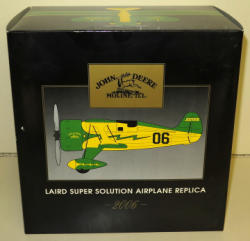 JOHN DEERE
MOLINE, ILL.
06
LAIRD SUPER SOLUTION AIRPLANE REPLICA
- 2006 -